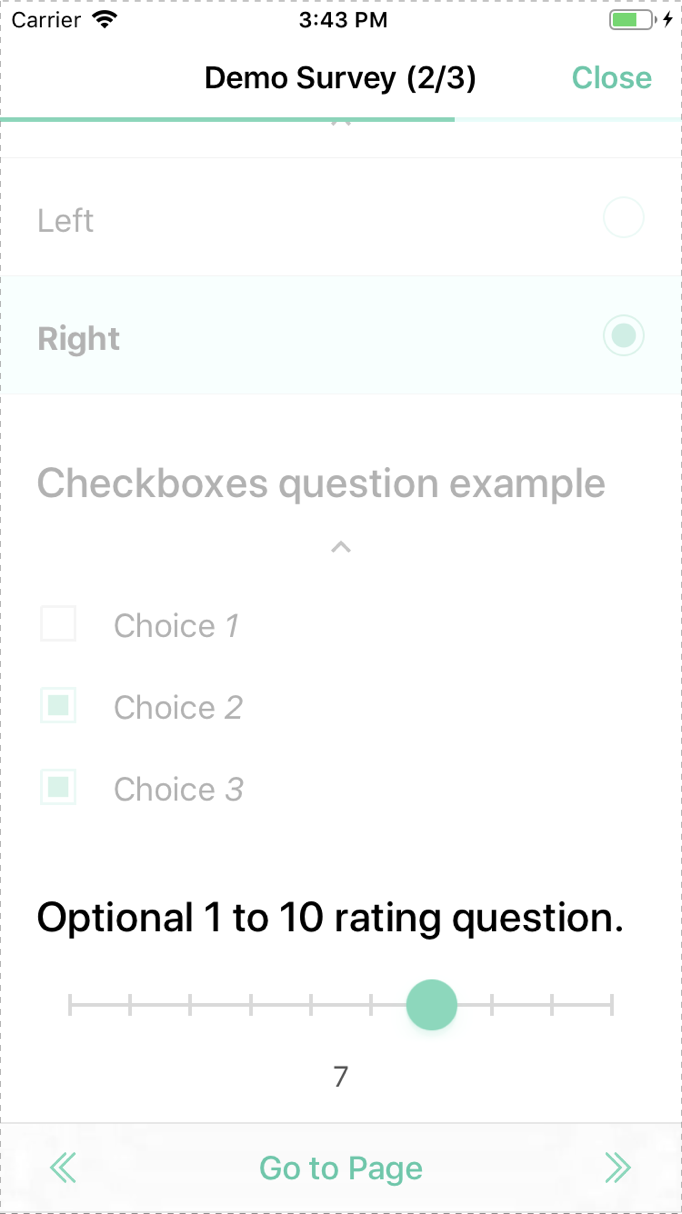 Carrier 3:43 PM
Demo Survey (2/3) Close
Left
Right
Checkboxes question example
Choice 1
Choice 2
Choice 3
Optional 1 to 10 rating question.
7
Go to Page